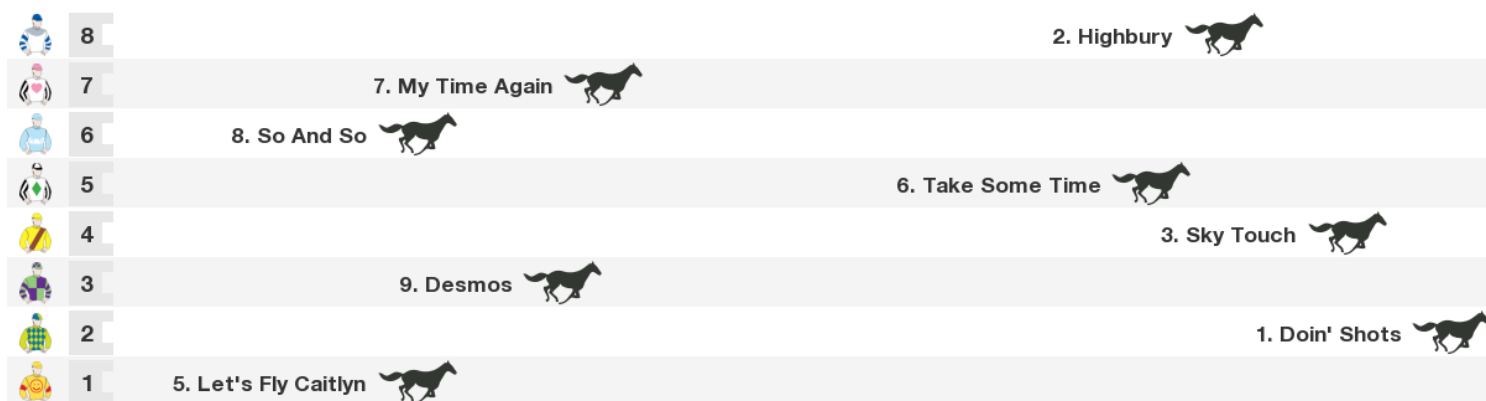 8 2. Highbury
7 7. My Time Again
6 8. So And So
5 6. Take Some Time
4 3. Sky Touch
3 9. Desmos
2 1. Doin' Shots
1 5. Let's Fly Caitlyn